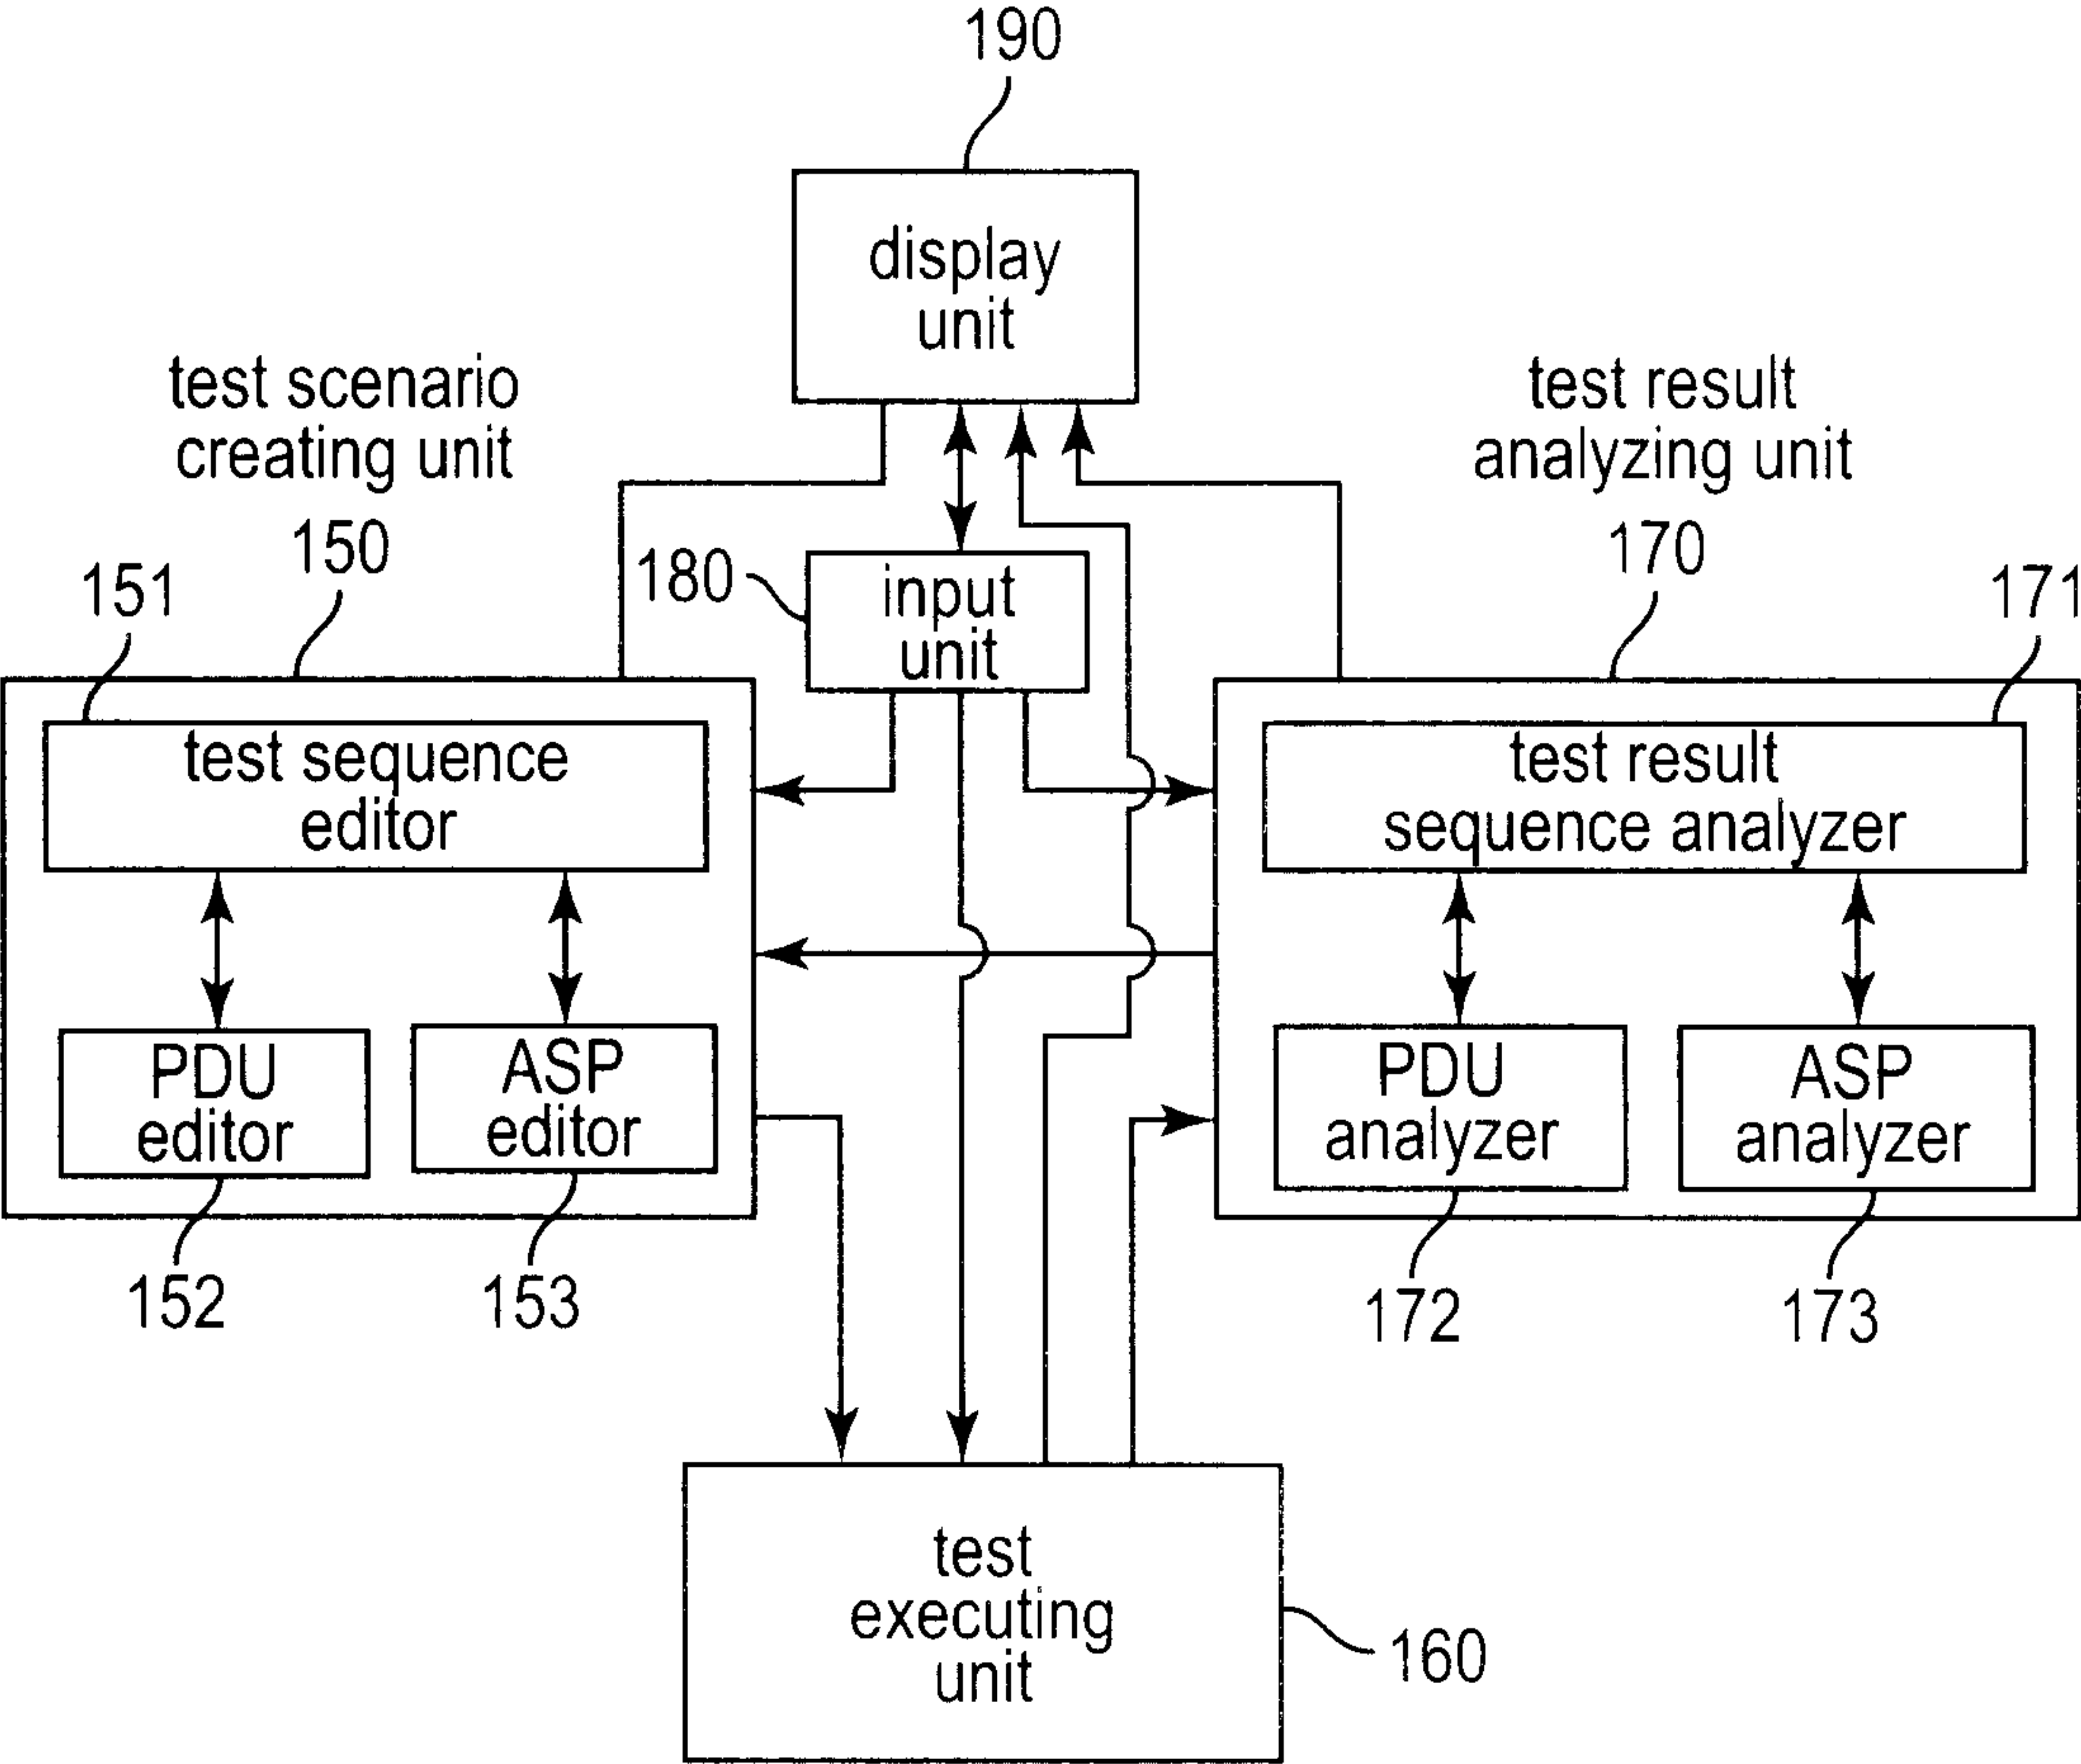 190
display
unit
test scenario
creating unit
150
test result
analyzing unit
170
180
input
unit
151
171
test sequence
editor
test result
sequence analyzer
PDU
editor
ASP
editor
PDU
analyzer
ASP
analyzer
152
153
172
173
test
executing
unit
160